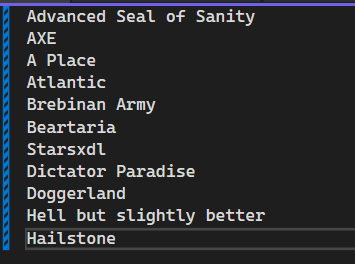 Advanced Seal of Sanity
AXE
A Place
Atlantic
Brebinan Army
Beartaria
Starsxdl
Dictator Paradise
Doggerland
Hell but slightly better
Hailstone